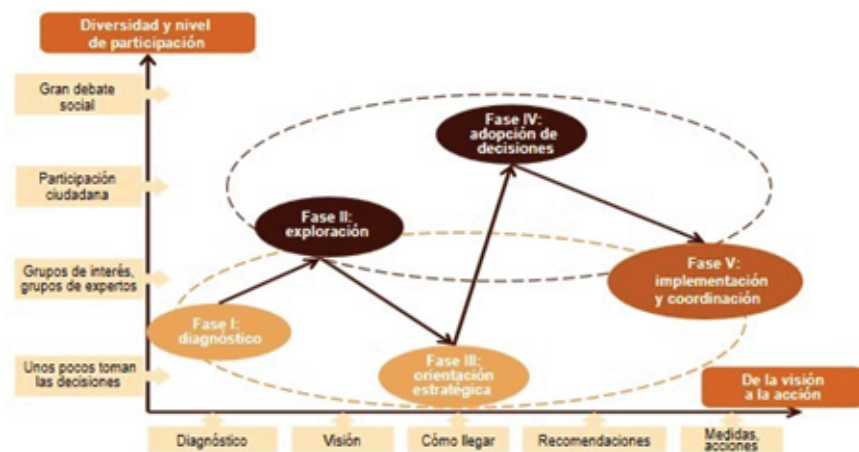 Diversidad y nivel
de participación
Gran debate
social
Participación
ciudadana
Grupos de interés,
grupos de expertos
Unos pocos toman
las decisiones
Fase I:
diagnóstico
Fase II:
exploración
Fase III:
orientación
estratégica
Fase IV:
adopción de
decisiones
Fase V:
implementación
y coordinación
De la visión
a la acción
Diagnóstico
Visión
Cómo llegar
Recomendaciones
Medidas,
acciones